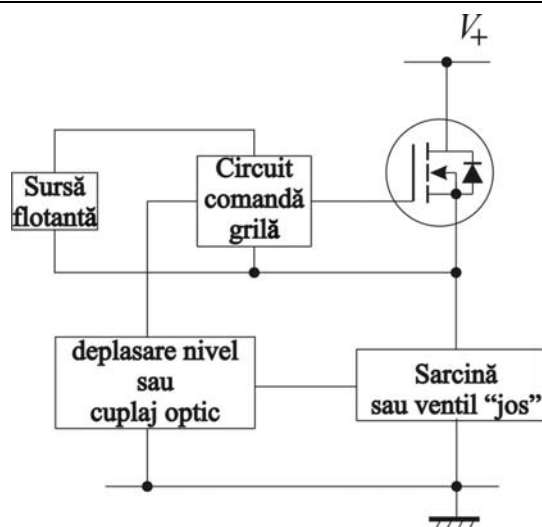 V+
Circuit
comandă
grilă
Sursă
flotantă
deplasare nivel
sau
cuplaj optic
Sarcină
sau ventil “jos”